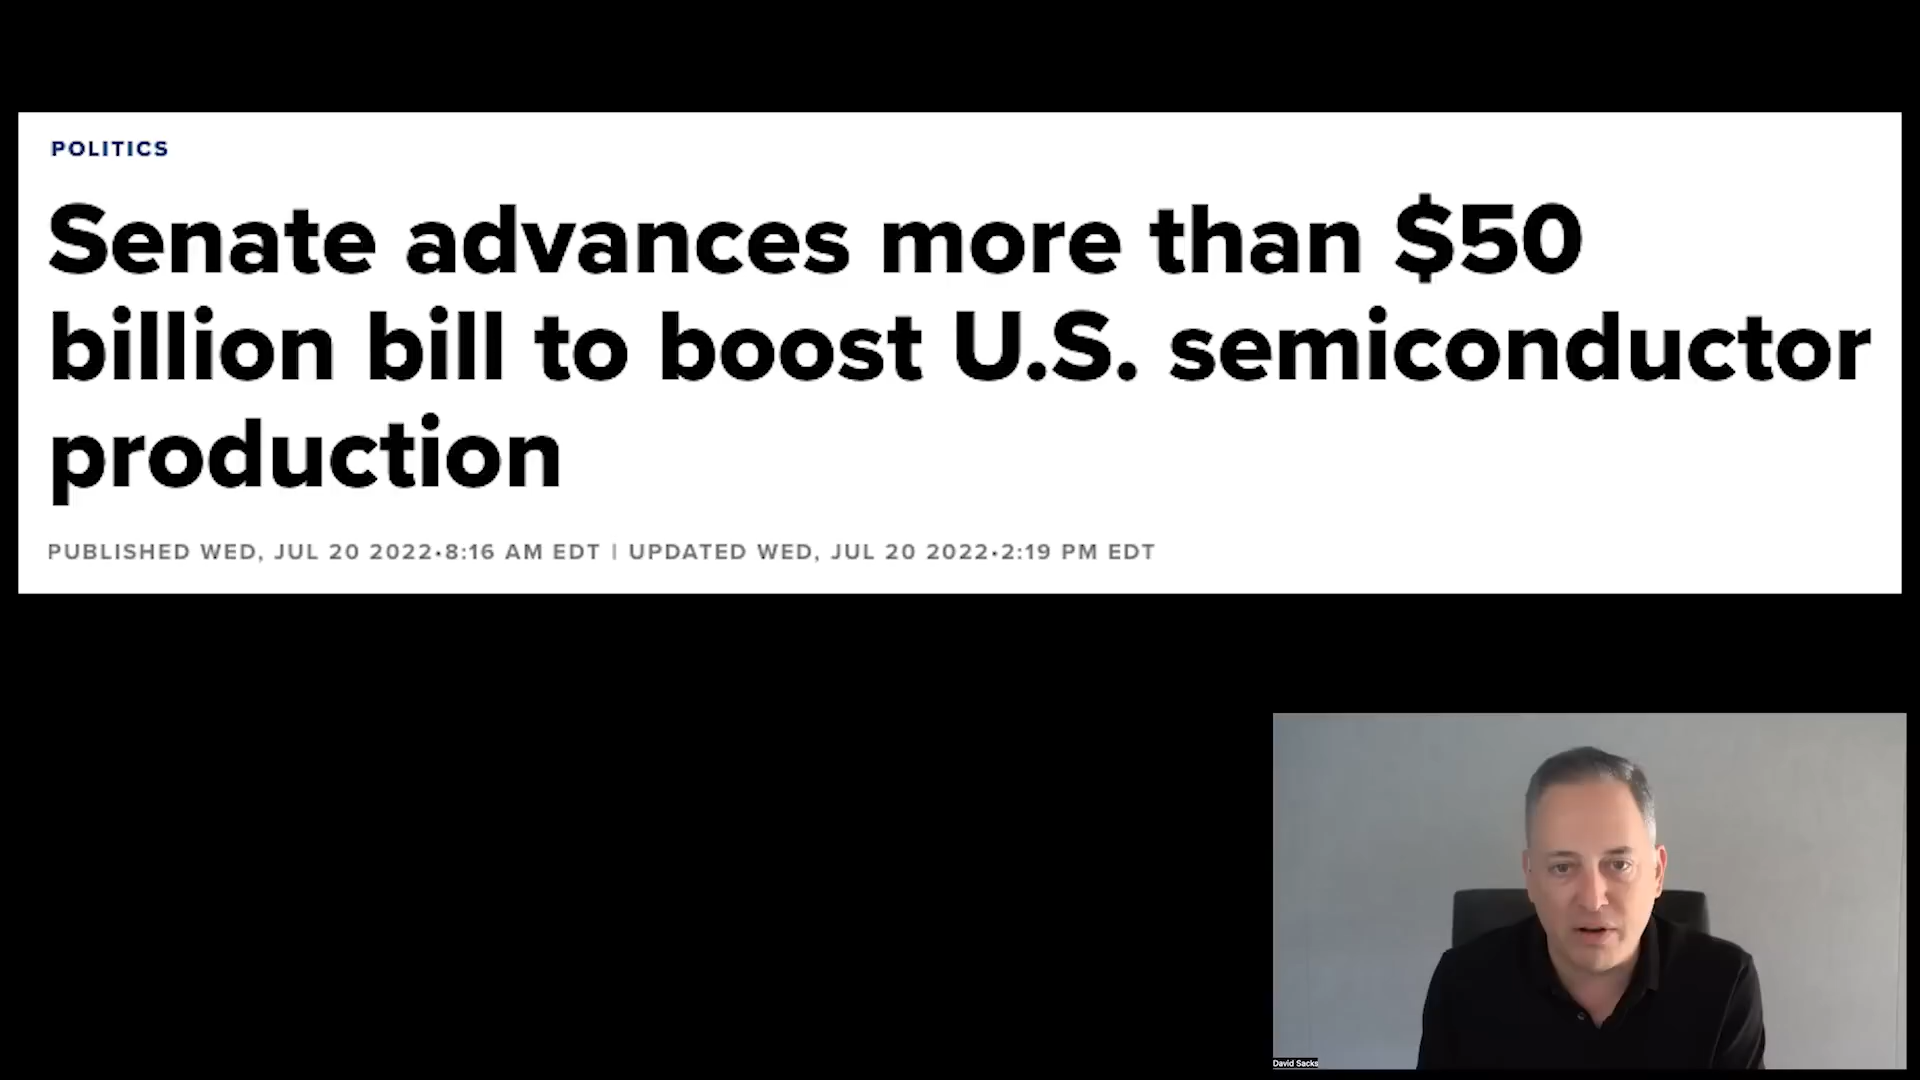 POLITICS
Senate advances more than $50
billion bill to boost U.S. semiconductor
production
PUBLISHED WED, JUL 20 2022•8:16 AM EDT | UPDATED WED, JUL 20 2022•2:19 PM EDT
David Sacks